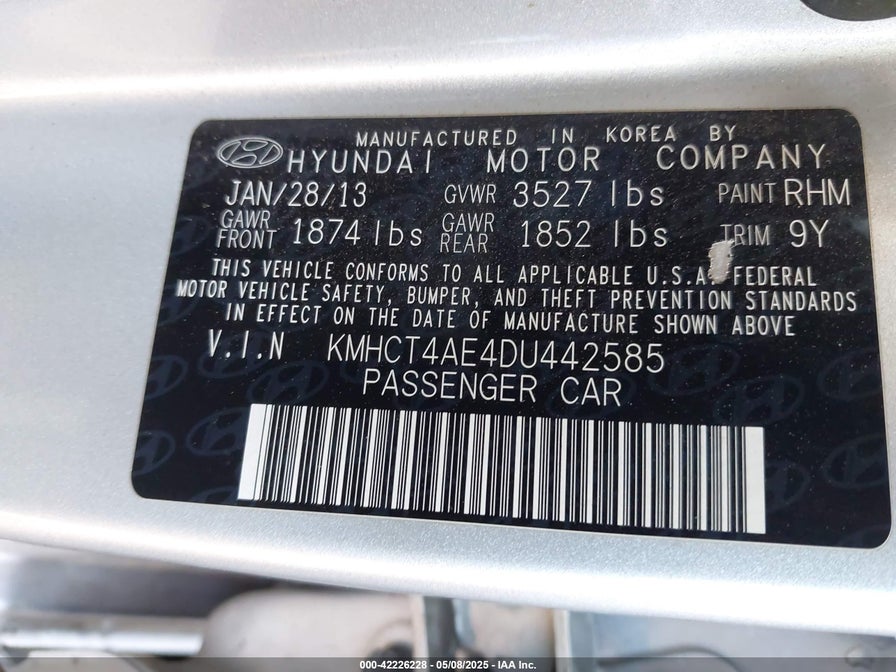 MANUFACTURED IN KOREA BY
HYUNDAI MOTOR COMPANY
JAN/28/13 GVWR 3527 lbs PAINT RHM
GAWR FRONT 1874 lbs GAWR REAR 1852 lbs TRIM 9Y
THIS VEHICLE CONFORMS TO ALL APPLICABLE U.S.A FEDERAL
MOTOR VEHICLE SAFETY, BUMPER, AND THEFT PREVENTION STANDARDS
IN EFFECT ON THE DATE OF MANUFACTURE SHOWN ABOVE
V.I.N KMHCT4AE4DU442585
PASSENGER CAR
000-42226228 - 05/08/2025 - IAA Inc.